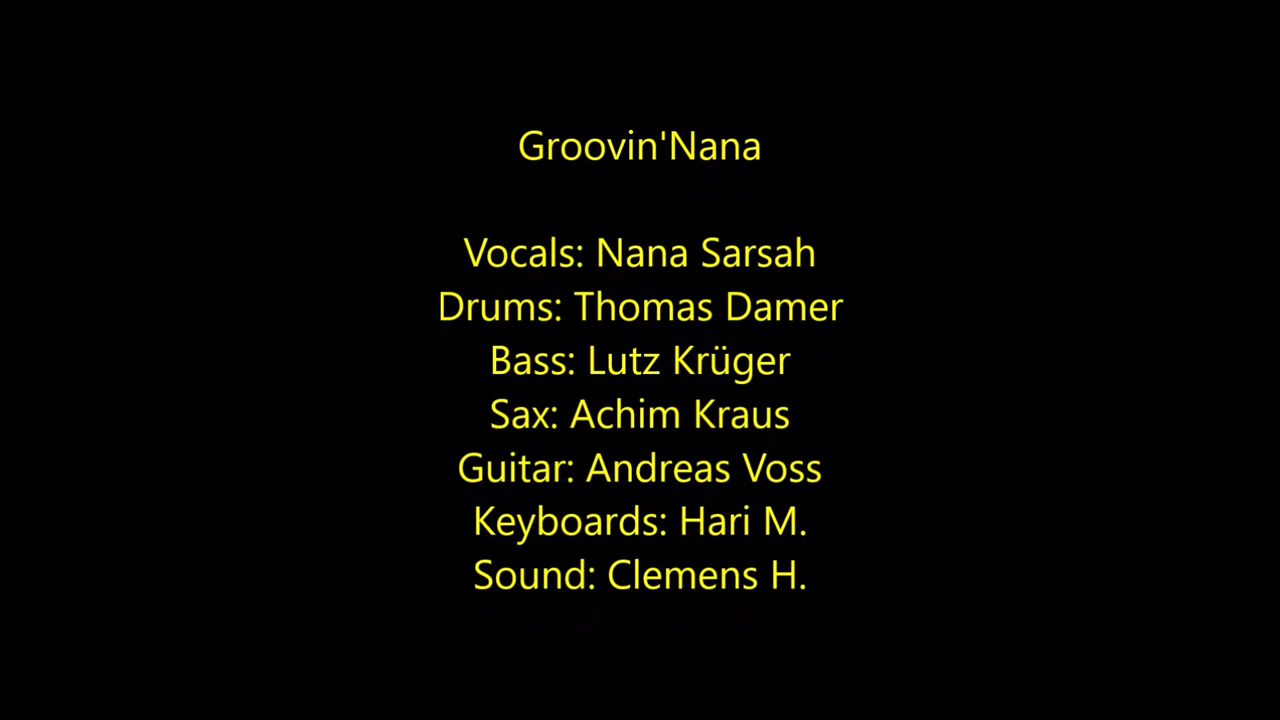 Groovin'Nana
Vocals: Nana Sarsah
Drums: Thomas Damer
Bass: Lutz Krüger
Sax: Achim Kraus
Guitar: Andreas Voss
Keyboards: Hari M.
Sound: Clemens H.